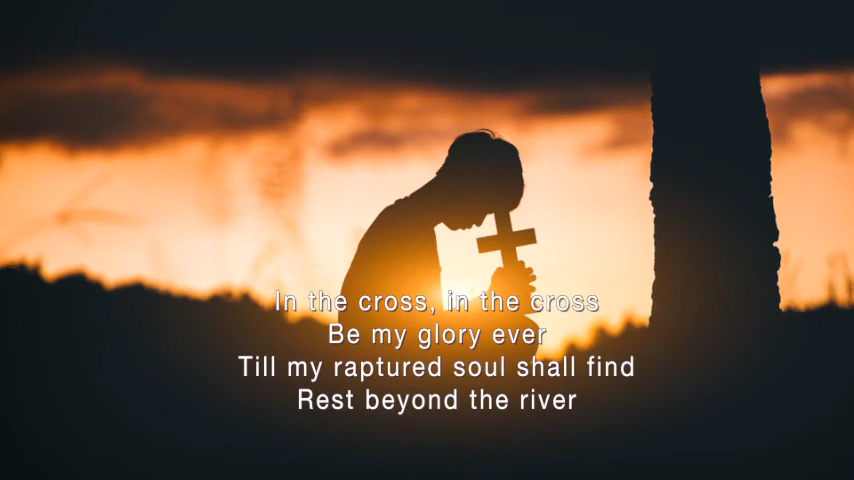 In the cross, in the cross
Be my glory ever
Till my raptured soul shall find
Rest beyond the river